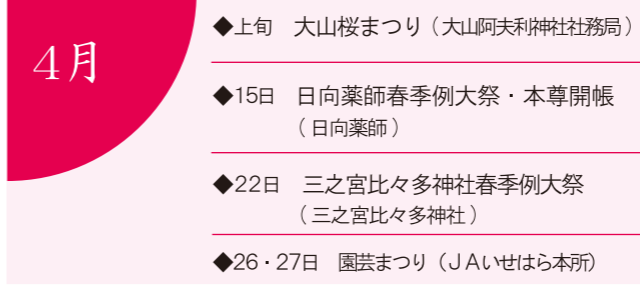 4月
◆上旬　大山桜まつり（大山阿夫利神社社務局）
◆15日　日向薬師春季例大祭・本尊開帳
（日向薬師）
◆22日　三之宮比々多神社春季例大祭
（三之宮比々多神社）
◆26・27日　園芸まつり（ＪＡいせはら本所）